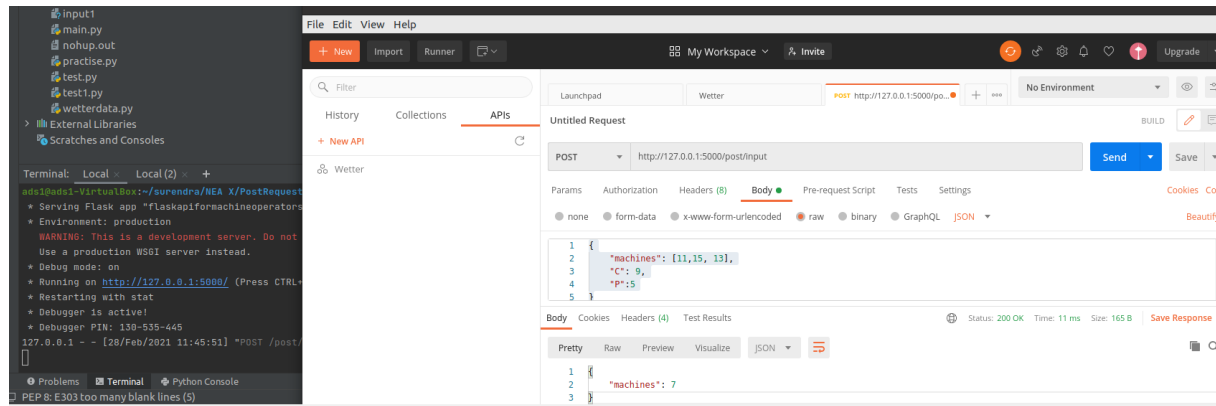 input1
main.py
nohup.out
practise.py
test.py
test1.py
wetterdata.py
External Libraries
Scratches and Consoles
Terminal: Local × Local (2) × +
ads1@ads1-VirtualBox:~/surendra/NEA X/PostRequest
* Serving Flask app "flaskapiformachineoperators
* Environment: production
WARNING: This is a development server. Do not
Use a production WSGI server instead.
* Debug mode: on
* Running on http://127.0.0.1:5000/ (Press CTRL+
* Restarting with stat
* Debugger is active!
* Debugger PIN: 130-535-445
127.0.0.1 - - [28/Feb/2021 11:45:51] "POST /post/
Problems Terminal Python Console
PEP 8: E303 too many blank lines (5)
File Edit View Help
+ New Import Runner My Workspace Invite Upgrade
Filter
History Collections APIs
+ New API
Wetter
Launchpad Wetter POST http://127.0.0.1:5000/po... + ooo No Environment
Untitled Request BUILD
POST http://127.0.0.1:5000/post/input Send Save
Params Authorization Headers (8) Body Pre-request Script Tests Settings Cookies Co
none form-data x-www-form-urlencoded raw binary GraphQL JSON Beautify
1 {
2 "machines": [11,15, 13],
3 "C": 9,
4 "P":5
5 }
Body Cookies Headers (4) Test Results Status: 200 OK Time: 11 ms Size: 165 B Save Response
Pretty Raw Preview Visualize JSON
1 {
2 "machines": 7
3 }